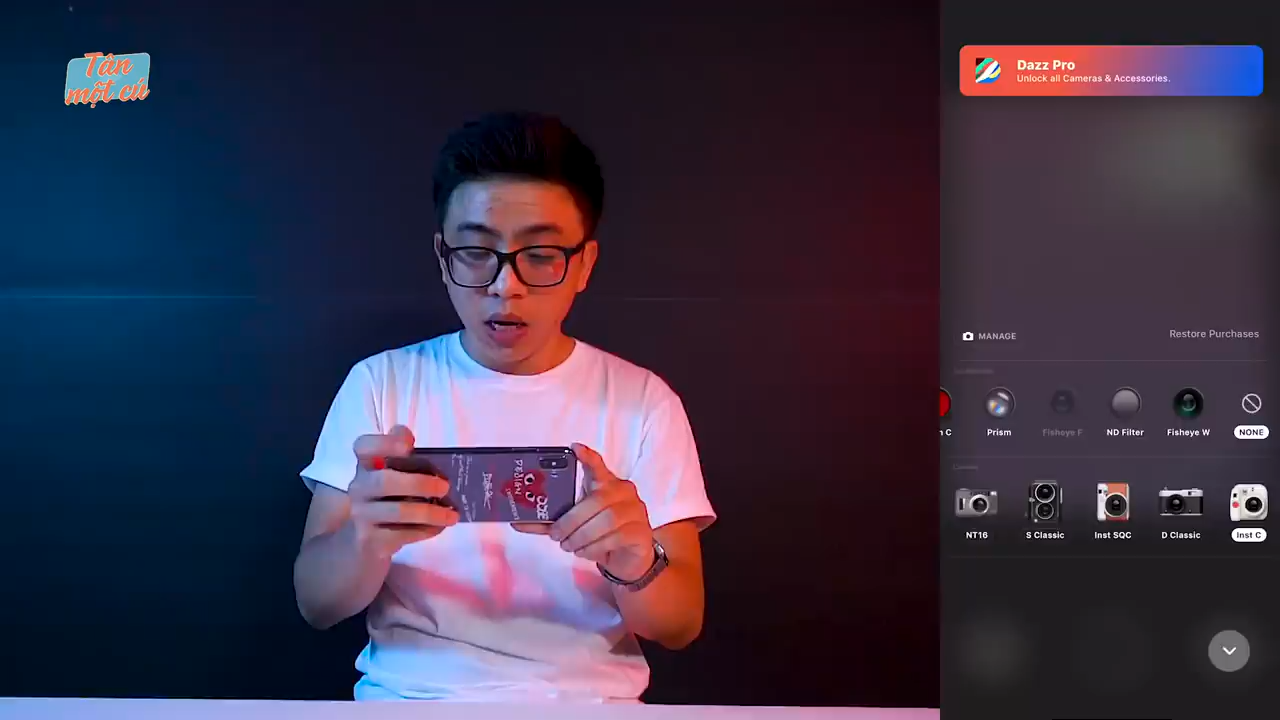 Tân
một cú
Dazz Pro
Unlock all Cameras & Accessories.
MANAGE
Restore Purchases
n C
Prism
Fisheye F
ND Filter
Fisheye W
NONE
NT16
S Classic
Inst SQC
D Classic
Inst C
DESIGN